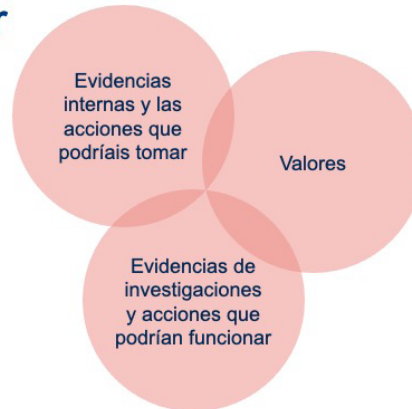 Evidencias
internas y las
acciones que
podríais tomar
Valores
Evidencias de
investigaciones
y acciones que
podrían funcionar